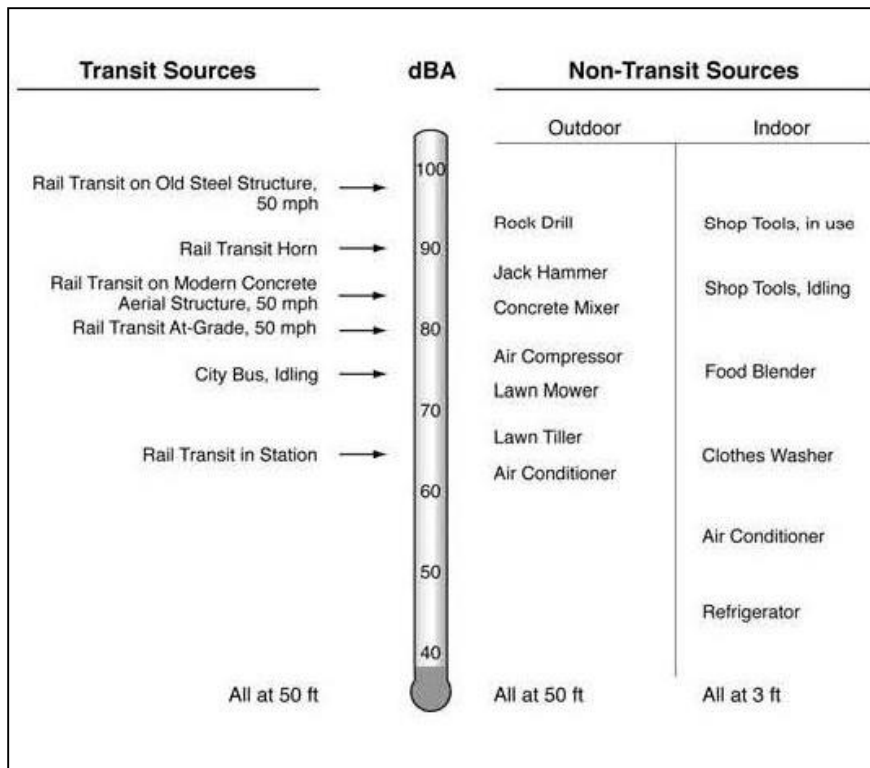 Transit Sources
dBA
Non-Transit Sources
Outdoor
Indoor
Rail Transit on Old Steel Structure,
50 mph
Rail Transit Horn
Rail Transit on Modern Concrete
Aerial Structure, 50 mph
Rail Transit At-Grade, 50 mph
City Bus, Idling
Rail Transit in Station
All at 50 ft
100
90
80
70
60
50
40
Rock Drill
Jack Hammer
Concrete Mixer
Air Compressor
Lawn Mower
Lawn Tiller
Air Conditioner
All at 50 ft
Shop Tools, in use
Shop Tools, Idling
Food Blender
Clothes Washer
Air Conditioner
Refrigerator
All at 3 ft